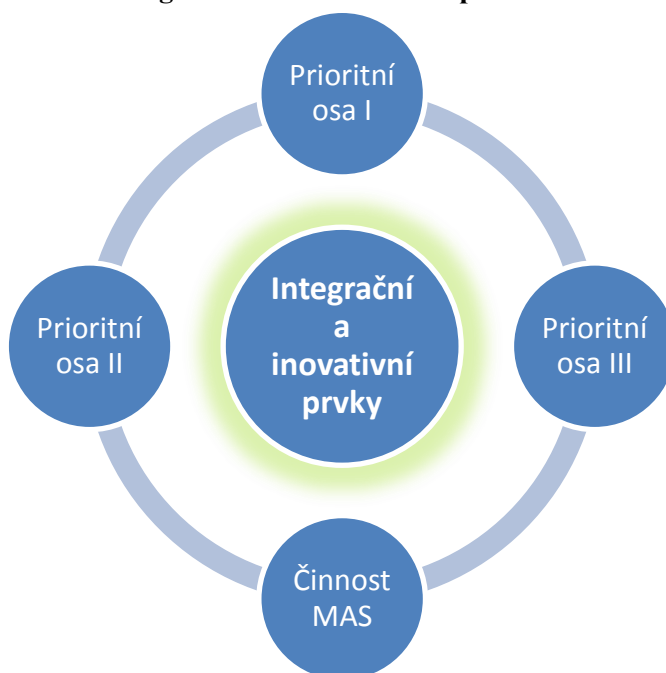 Prioritní
osa I
Integrační
a
inovativní
prvky
Prioritní
osa II
Prioritní
osa III
Činnost
MAS